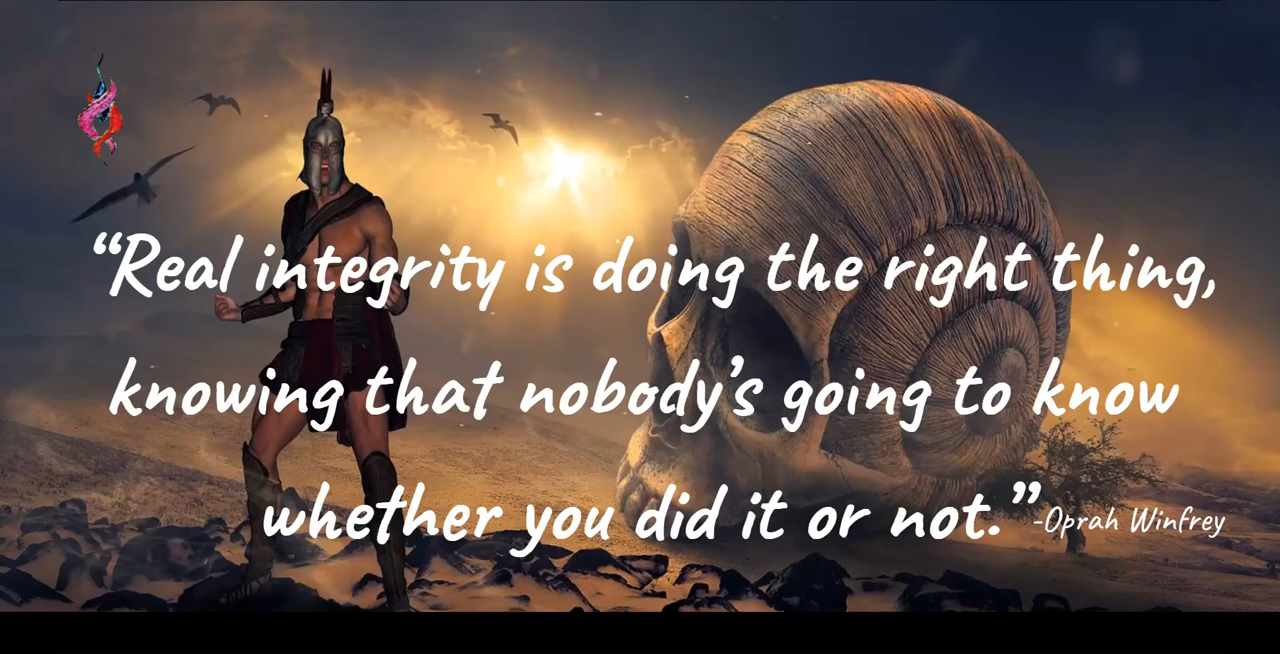 “Real integrity is doing the right thing,
knowing that nobody’s going to know
whether you did it or not.” -Oprah Winfrey